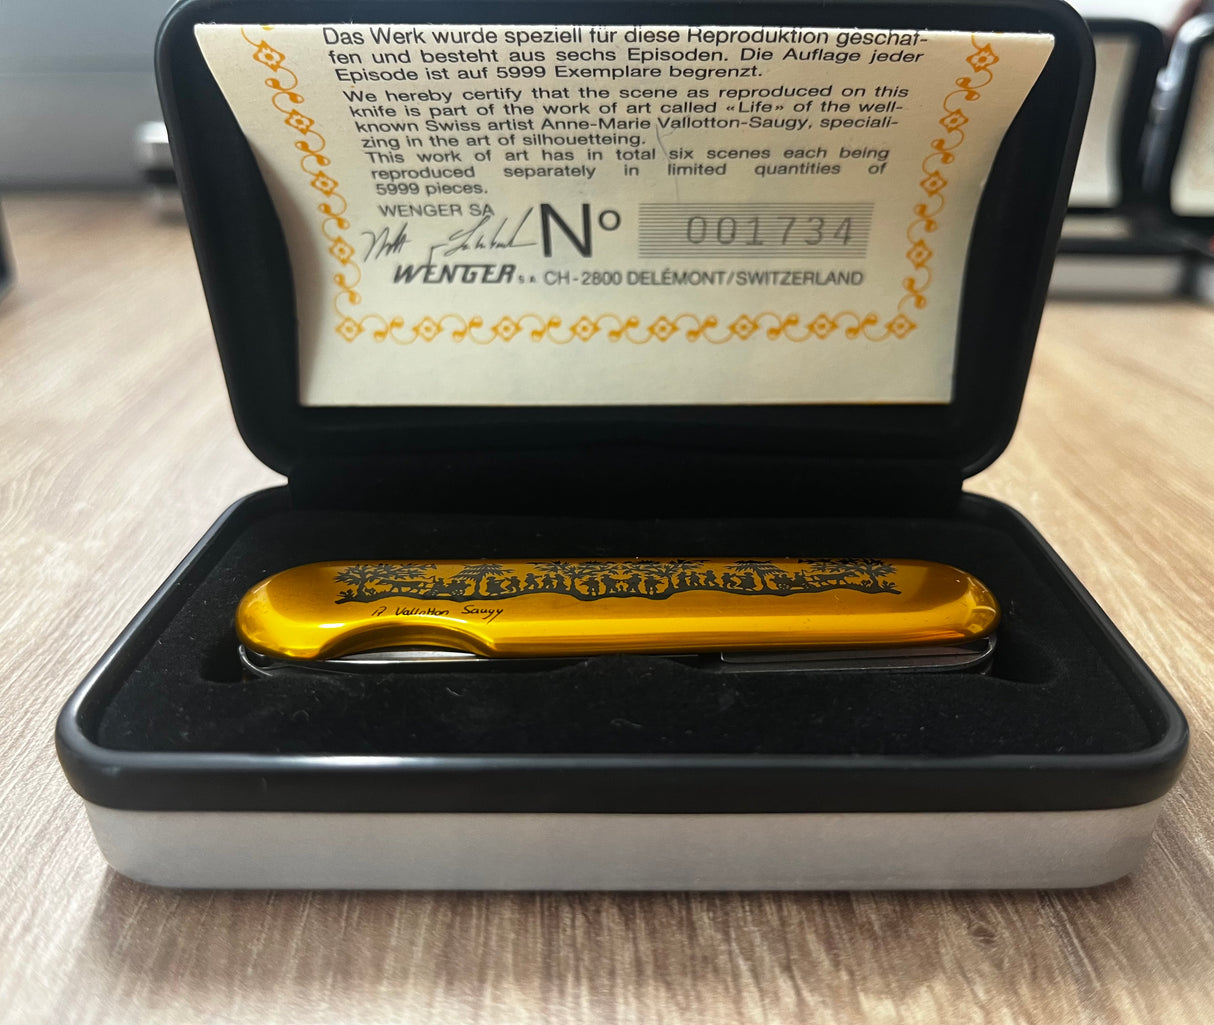 Das Werk wurde speziell für diese Reproduktion geschaf-
fen und besteht aus sechs Episoden. Die Auflage jeder
Episode ist auf 5999 Exemplare begrenzt.
We hereby certify that the scene as reproduced on this
knife is part of the work of art called «Life» of the well-
known Swiss artist Anne-Marie Vallotton-Saugy, speciali-
zing in the art of silhouetteing.
This work of art has in total six scenes each being
reproduced separately in limited quantities of
5999 pieces.
WENGER SA
No 001734
WENGER S.A. CH-2800 DELÉMONT/SWITZERLAND
A Vallotton Saugy